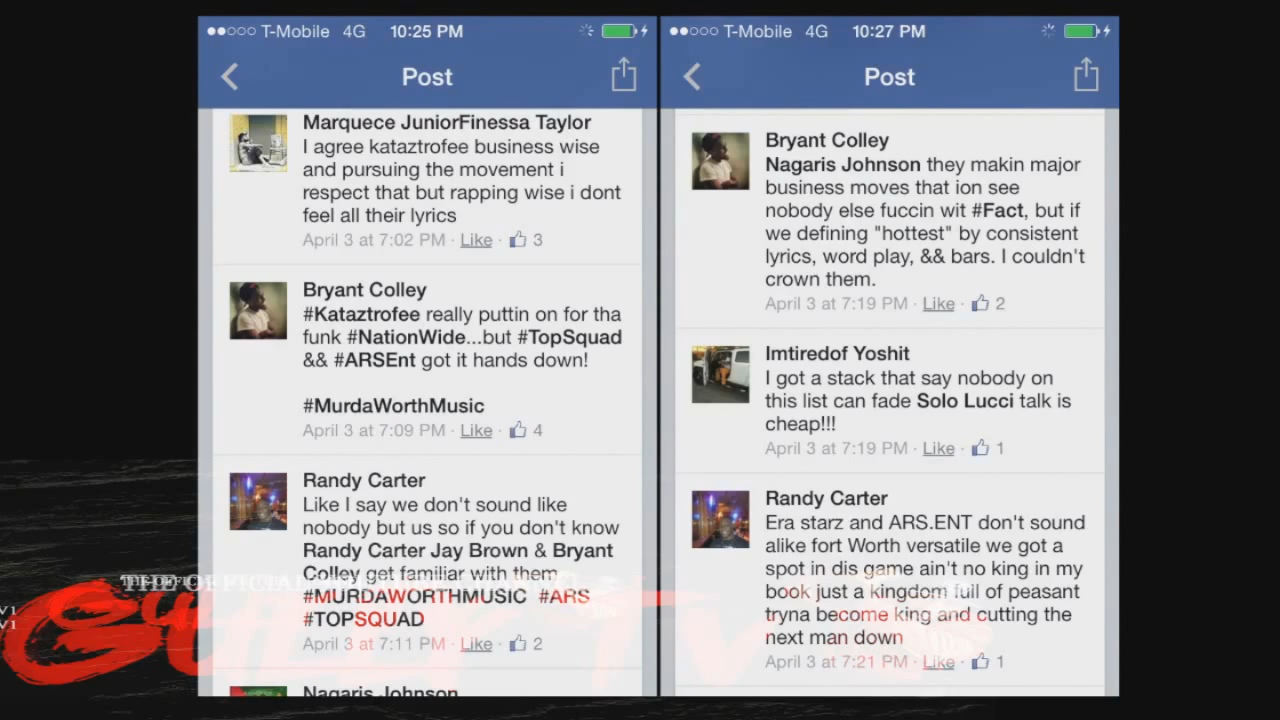 T-Mobile 4G 10:25 PM
Post
Marquece JuniorFinessa Taylor
I agree kataztrofee business wise
and pursuing the movement i
respect that but rapping wise i dont
feel all their lyrics
April 3 at 7:02 PM · Like · 3
Bryant Colley
#Kataztrofee really puttin on for tha
funk #NationWide...but #TopSquad
&& #ARSEnt got it hands down!
#MurdaWorthMusic
April 3 at 7:09 PM · Like · 4
Randy Carter
Like I say we don't sound like
nobody but us so if you don't know
Randy Carter Jay Brown & Bryant
Colley get familiar with them
#MURDAWORTHMUSIC #ARS
#TOPSQUAD
April 3 at 7:11 PM · Like · 2
Nagaris Johnson
T-Mobile 4G 10:27 PM
Post
Bryant Colley
Nagaris Johnson they makin major
business moves that ion see
nobody else fuccin wit #Fact, but if
we defining "hottest" by consistent
lyrics, word play, && bars. I couldn't
crown them.
April 3 at 7:19 PM · Like · 2
Imtiredof Yoshit
I got a stack that say nobody on
this list can fade Solo Lucci talk is
cheap!!!
April 3 at 7:19 PM · Like · 1
Randy Carter
Era starz and ARS.ENT don't sound
alike fort Worth versatile we got a
spot in dis game ain't no king in my
book just a kingdom full of peasant
tryna become king and cutting the
next man down
April 3 at 7:21 PM · Like · 1
THE OFFICIAL
V1
V1